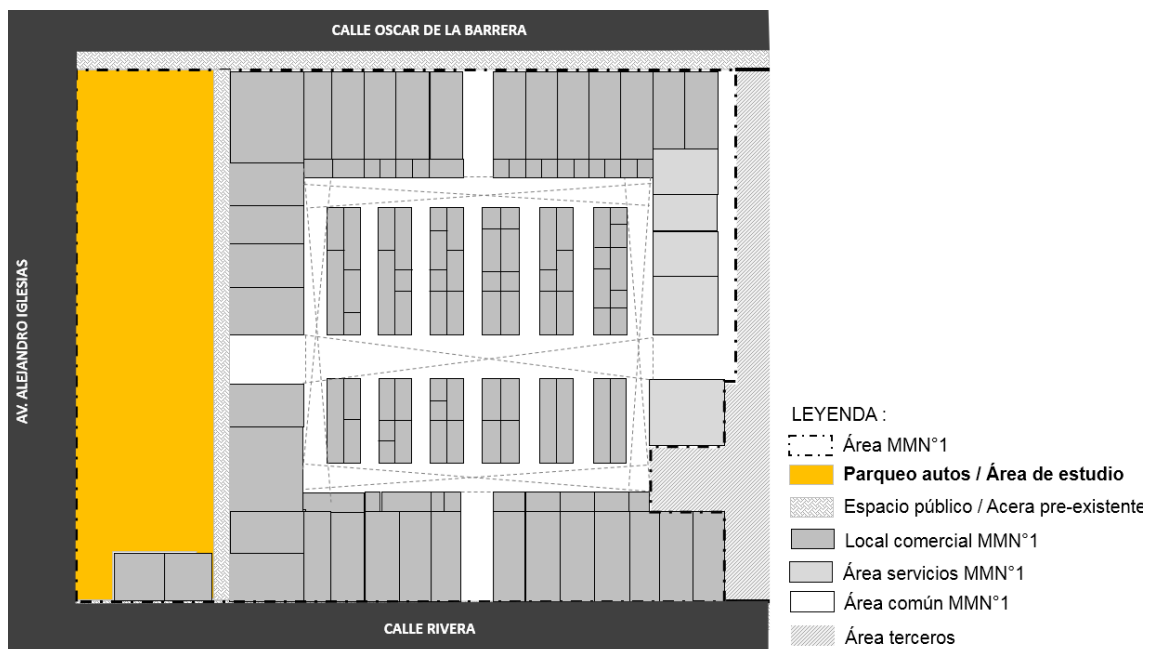 CALLE OSCAR DE LA BARRERA
AV. ALEJANDRO IGLESIAS
CALLE RIVERA
LEYENDA :
Área MMN°1
Parqueo autos / Área de estudio
Espacio público / Acera pre-existente
Local comercial MMN°1
Área servicios MMN°1
Área común MMN°1
Área terceros